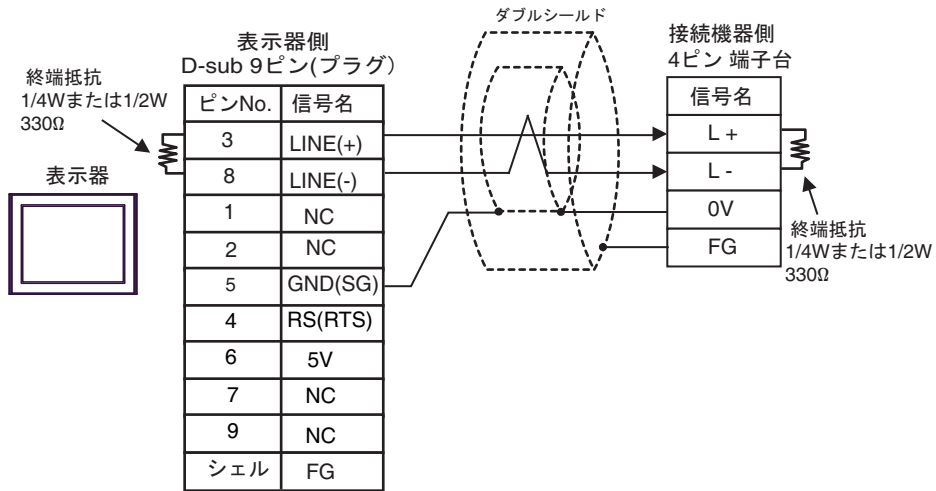 ダブルシールド
表示器側
D-sub 9ピン(プラグ)
接続機器側
4ピン 端子台
終端抵抗
1/4Wまたは1/2W
330Ω
表示器
ピンNo. 信号名
3 LINE(+)
8 LINE(-)
1 NC
2 NC
5 GND(SG)
4 RS(RTS)
6 5V
7 NC
9 NC
シェル FG
信号名
L +
L -
0V
FG
終端抵抗
1/4Wまたは1/2W
330Ω